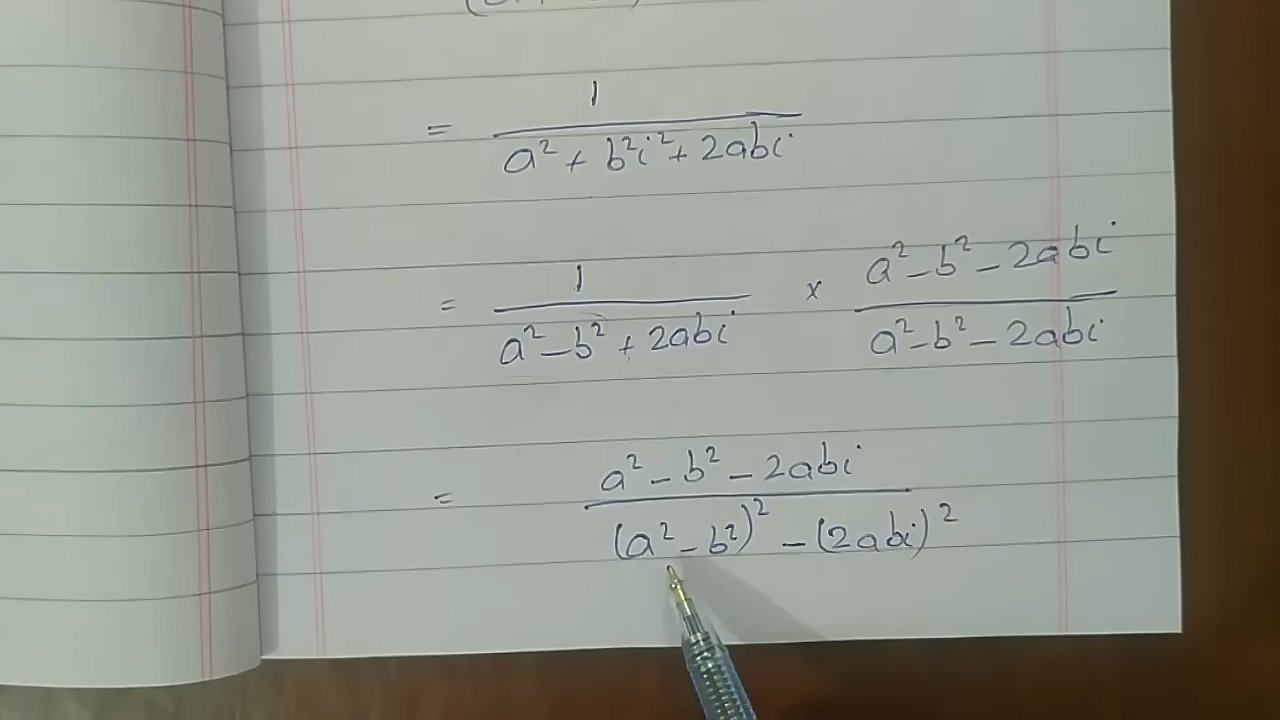 = 1 / a² + b²i² + 2abi
= 1 / a² - b² + 2abi × a² - b² - 2abi / a² - b² - 2abi
= a² - b² - 2abi / (a² - b²)² - (2abi)²